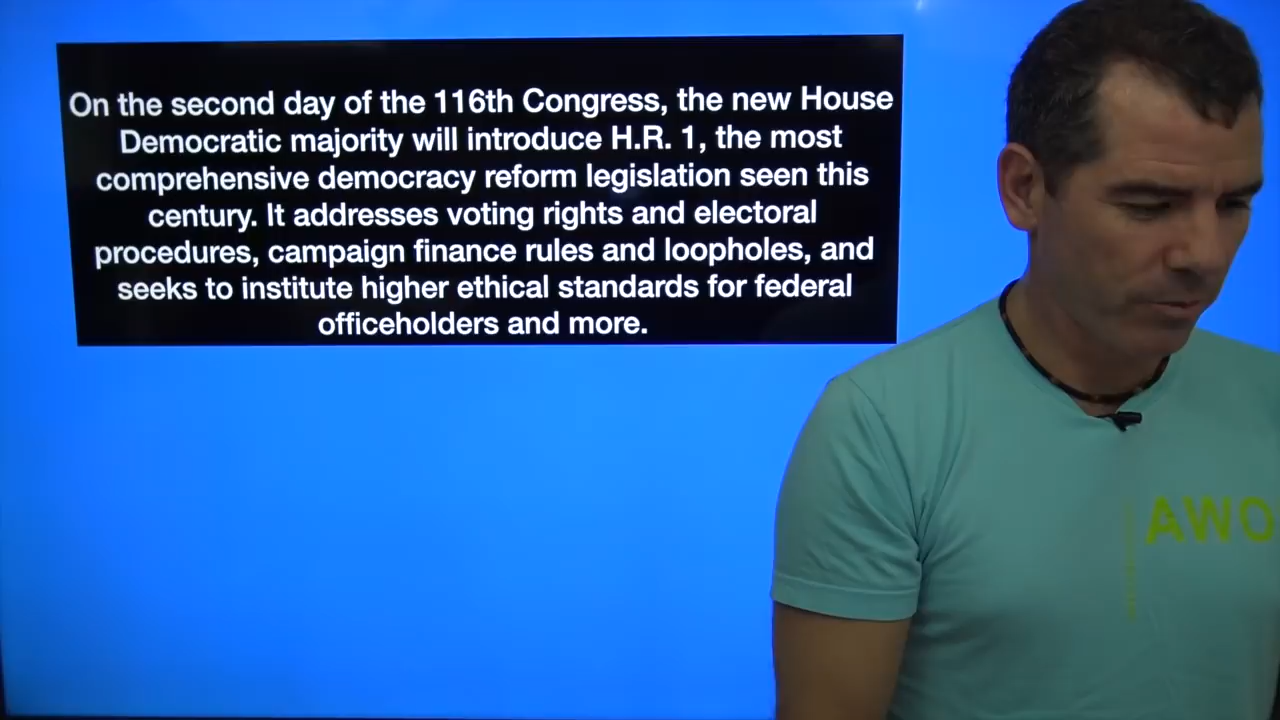 On the second day of the 116th Congress, the new House
Democratic majority will introduce H.R. 1, the most
comprehensive democracy reform legislation seen this
century. It addresses voting rights and electoral
procedures, campaign finance rules and loopholes, and
seeks to institute higher ethical standards for federal
officeholders and more.
AWO